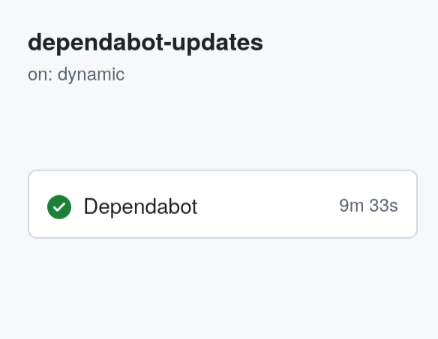 dependabot-updates
on: dynamic
Dependabot 9m 33s